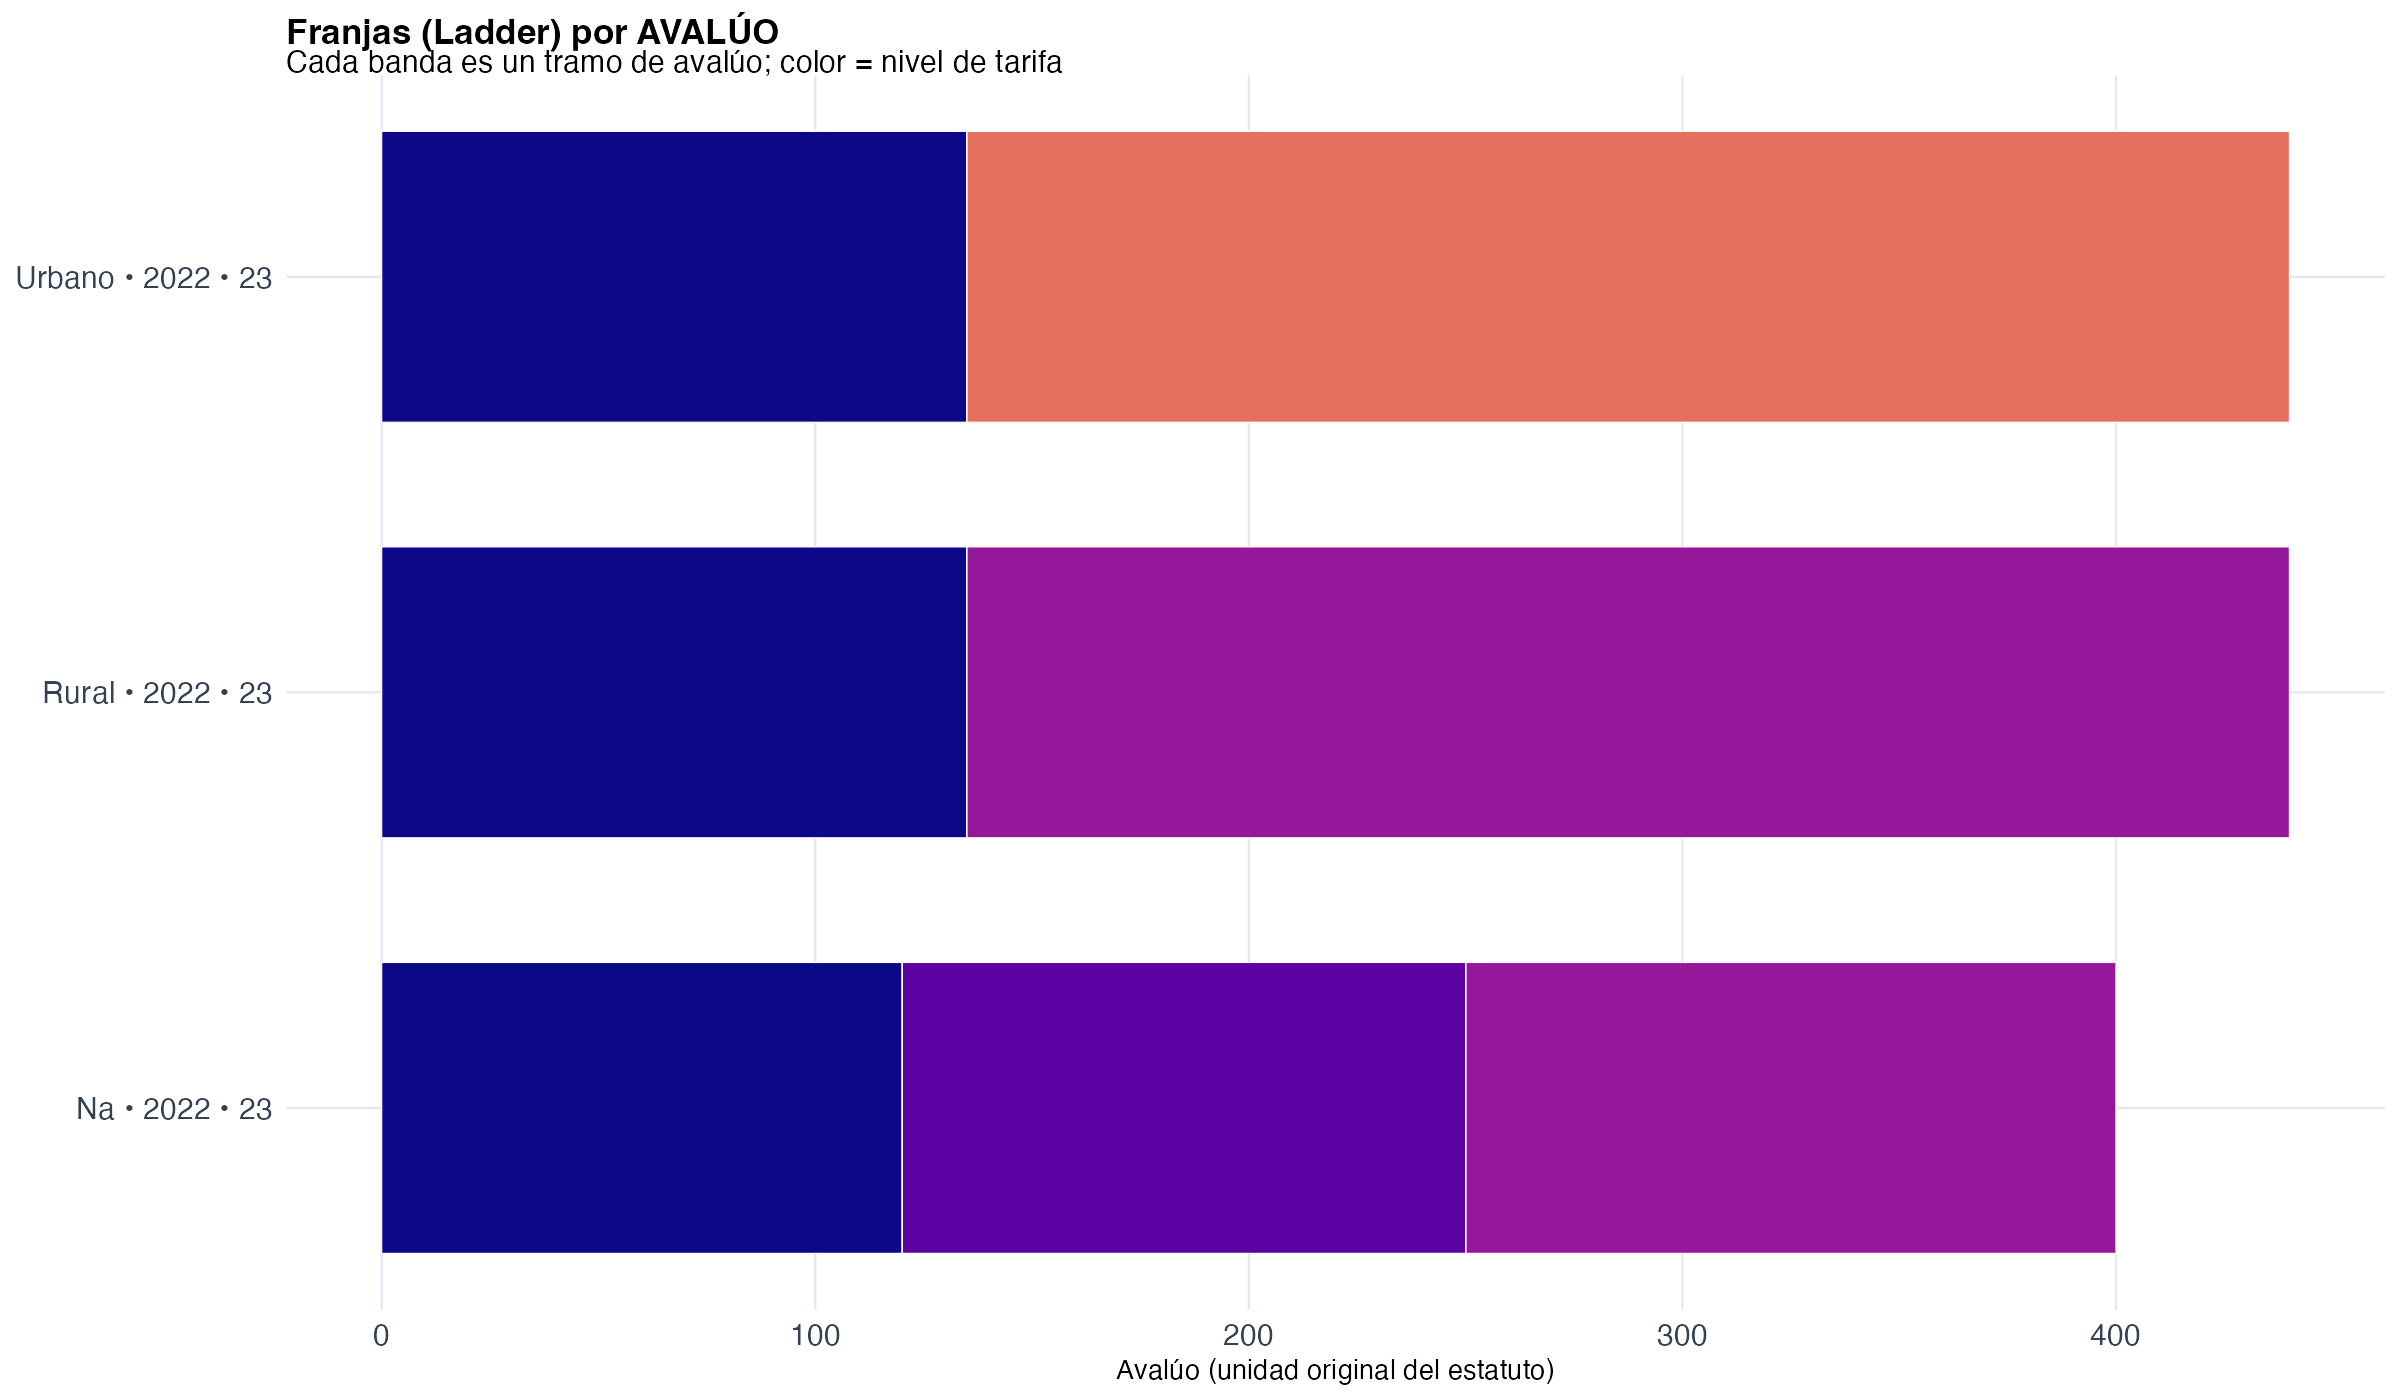 Franjas (Ladder) por AVALÚO
Cada banda es un tramo de avalúo; color = nivel de tarifa
Urbano • 2022 • 23
Rural • 2022 • 23
Na • 2022 • 23
0 100 200 300 400
Avalúo (unidad original del estatuto)